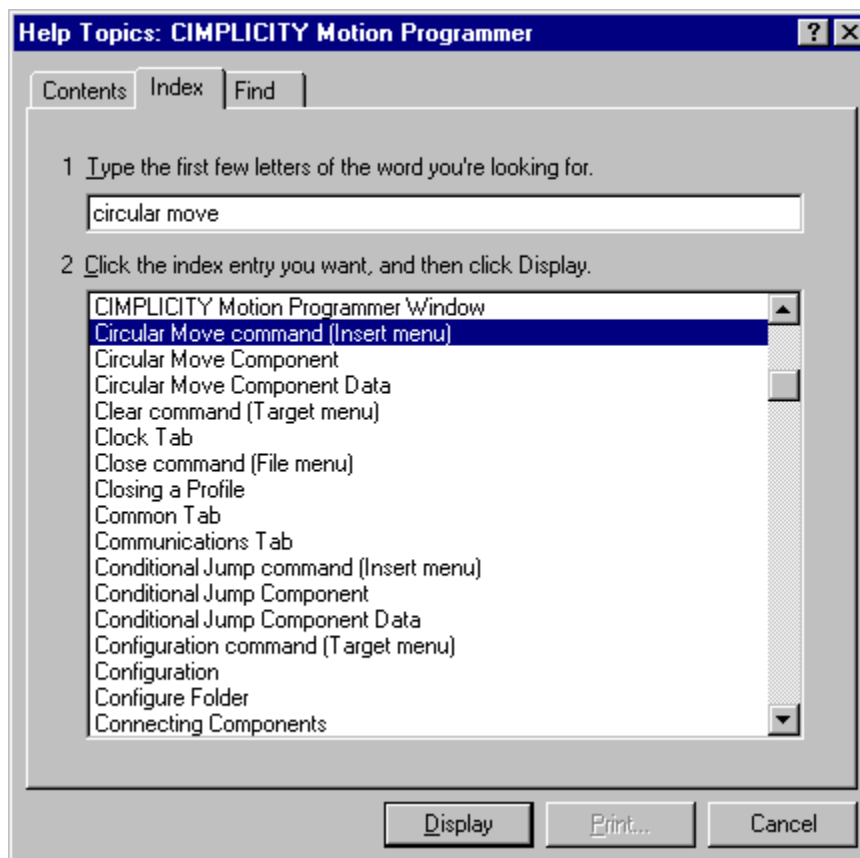 Help Topics: CIMPLICITY Motion Programmer
Contents Index Find
1 Type the first few letters of the word you're looking for.
circular move
2 Click the index entry you want, and then click Display.
CIMPLICITY Motion Programmer Window
Circular Move command (Insert menu)
Circular Move Component
Circular Move Component Data
Clear command (Target menu)
Clock Tab
Close command (File menu)
Closing a Profile
Common Tab
Communications Tab
Conditional Jump command (Insert menu)
Conditional Jump Component
Conditional Jump Component Data
Configuration command (Target menu)
Configuration
Configure Folder
Connecting Components
Display Print... Cancel